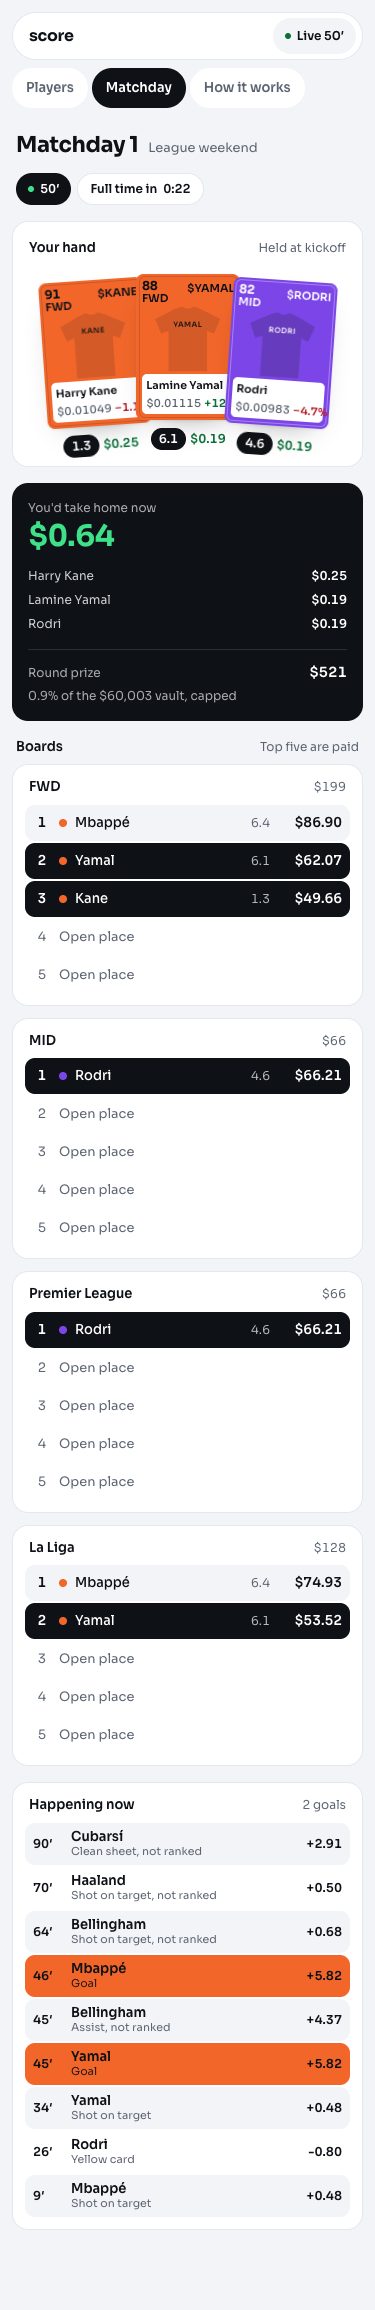 score
Live 50′
Players
Matchday
How it works
Matchday 1 League weekend
50′
Full time in 0:22
Your hand
Held at kickoff
91
FWD
$KANE
KANE
Harry Kane
$0.01049 −1.1
1.3 $0.25
88
FWD
$YAMAL
YAMAL
Lamine Yamal
$0.01115 +12
6.1 $0.19
82
MID
$RODRI
RODRI
Rodri
$0.00983 −4.7%
4.6 $0.19
You'd take home now
$0.64
Harry Kane $0.25
Lamine Yamal $0.19
Rodri $0.19
Round prize $521
0.9% of the $60,003 vault, capped
Boards Top five are paid
FWD $199
1 Mbappé 6.4 $86.90
2 Yamal 6.1 $62.07
3 Kane 1.3 $49.66
4 Open place
5 Open place
MID $66
1 Rodri 4.6 $66.21
2 Open place
3 Open place
4 Open place
5 Open place
Premier League $66
1 Rodri 4.6 $66.21
2 Open place
3 Open place
4 Open place
5 Open place
La Liga $128
1 Mbappé 6.4 $74.93
2 Yamal 6.1 $53.52
3 Open place
4 Open place
5 Open place
Happening now 2 goals
90′ Cubarsí +2.91
Clean sheet, not ranked
70′ Haaland +0.50
Shot on target, not ranked
64′ Bellingham +0.68
Shot on target, not ranked
46′ Mbappé +5.82
Goal
45′ Bellingham +4.37
Assist, not ranked
45′ Yamal +5.82
Goal
34′ Yamal +0.48
Shot on target
26′ Rodri -0.80
Yellow card
9′ Mbappé +0.48
Shot on target